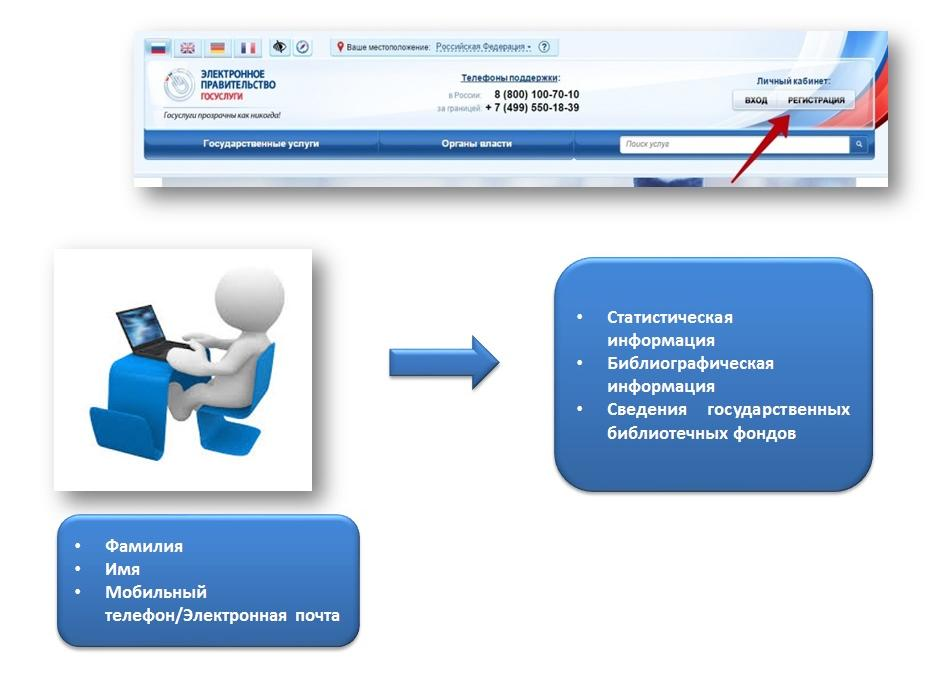 Ваше местоположение: Российская Федерация
ЭЛЕКТРОННОЕ
ПРАВИТЕЛЬСТВО
ГОСУСЛУГИ
Госуслуги прозрачны как никогда!
Телефоны поддержки:
в России: 8 (800) 100-70-10
за границей: + 7 (499) 550-18-39
Личный кабинет:
ВХОД РЕГИСТРАЦИЯ
Государственные услуги Органы власти Поиск услуг
• Статистическая
информация
• Библиографическая
информация
• Сведения государственных
библиотечных фондов
• Фамилия
• Имя
• Мобильный
телефон/Электронная почта